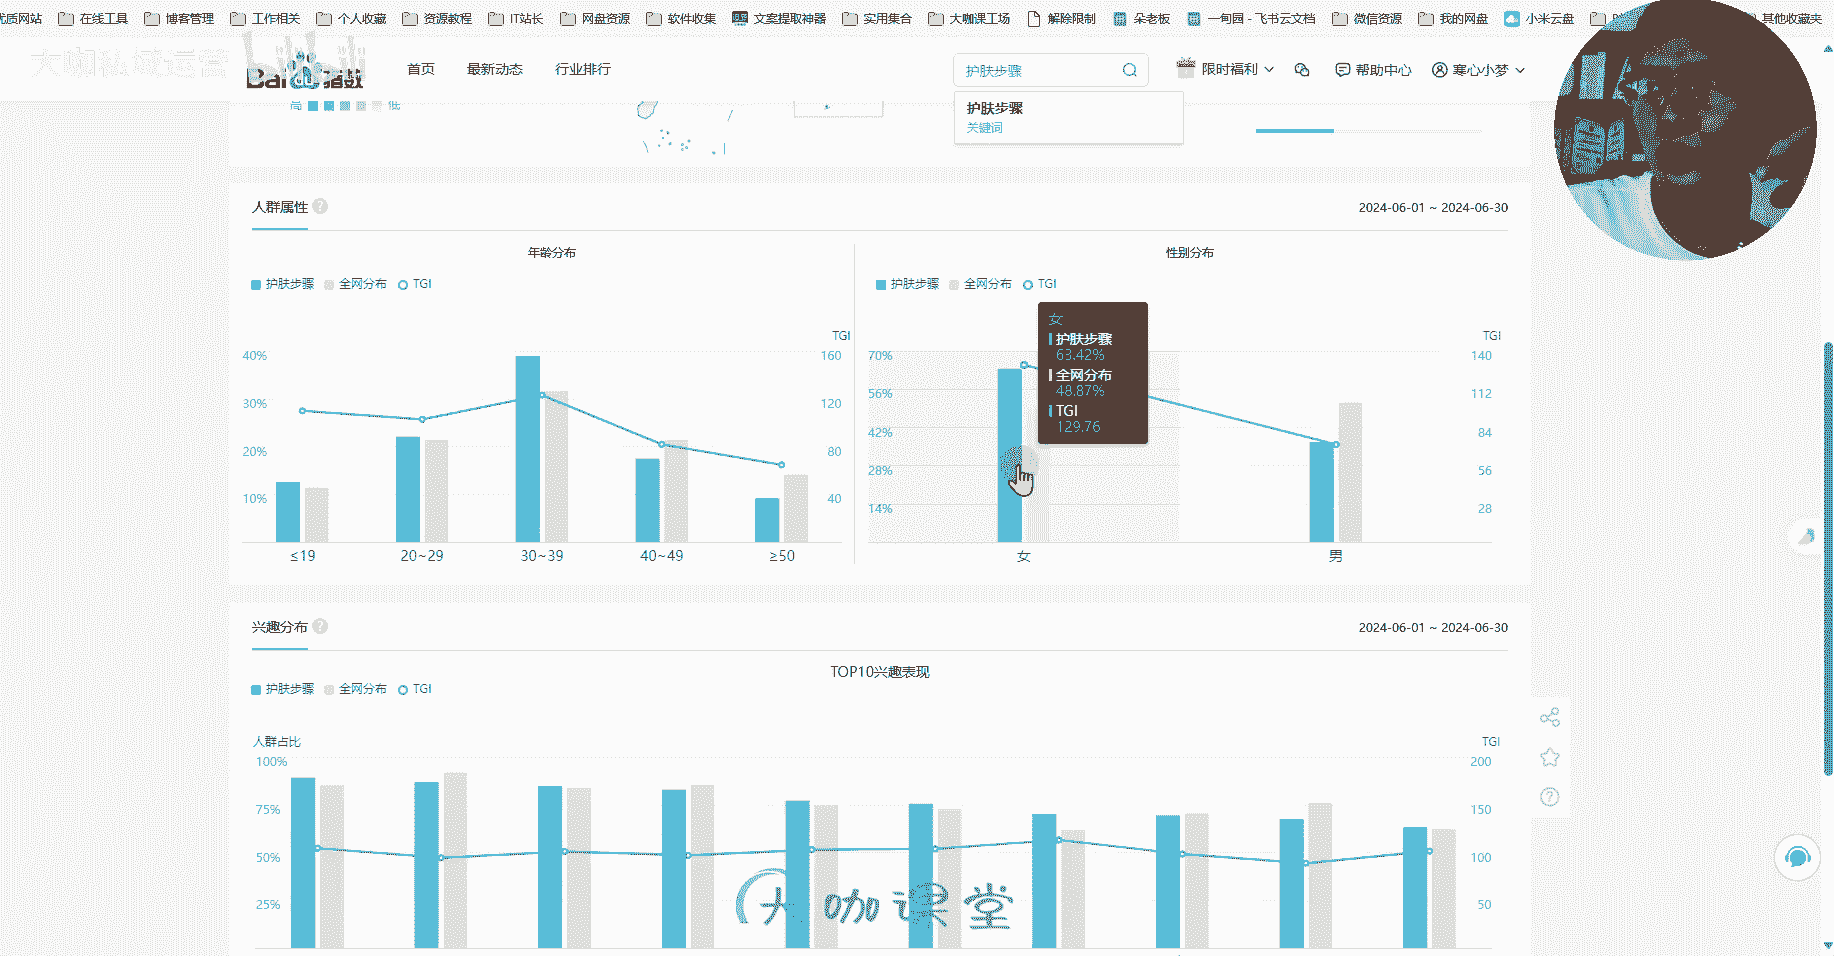 优质网站 在线工具 博客管理 工作相关 个人收藏 资源教程 IT站长 网盘资源 软件收集 文案提取神器 实用集合 大咖课工场 解除限制 朵老板 一甸园 - 飞书云文档 微信资源 我的网盘 小米云盘 其他收藏夹
大咖私域运营
Baidu指数 首页 最新动态 行业排行 护肤步骤 限时福利 帮助中心 寒心小梦
高 低
护肤步骤
关键词
人群属性 2024-06-01 ~ 2024-06-30
年龄分布
护肤步骤 全网分布 TGI
TGI
40% 160
30% 120
20% 80
10% 40
≤19 20~29 30~39 40~49 ≥50
性别分布
护肤步骤 全网分布 TGI
TGI
70% 140
56% 112
42% 84
28% 56
14% 28
女 男
女
护肤步骤
63.42%
全网分布
48.87%
TGI
129.76
兴趣分布 2024-06-01 ~ 2024-06-30
TOP10兴趣表现
护肤步骤 全网分布 TGI
人群占比 TGI
100% 200
75% 150
50% 100
25% 50
大咖课堂